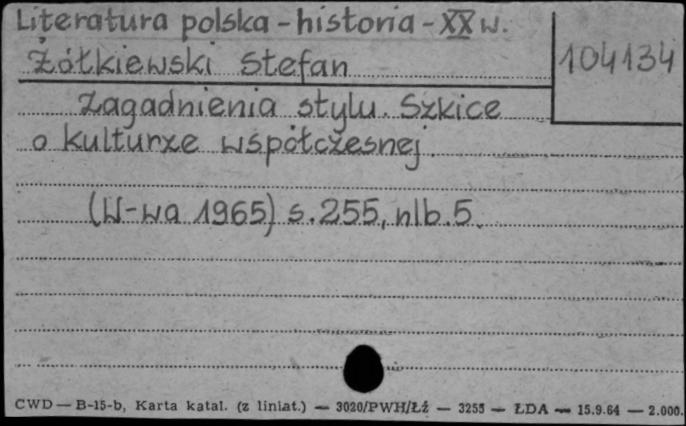 Literatura polska - historia - XX w.
Żółkiewski Stefan
104134
Zagadnienia stylu. Szkice
o kulturze współczesnej.
(W-wa 1965) s. 255, nlb. 5.
CWD — B-15-b, Karta katal. (z liniat.) — 3020/PWH/Łź — 3255 — ŁDA — 15.9.64 — 2.000.